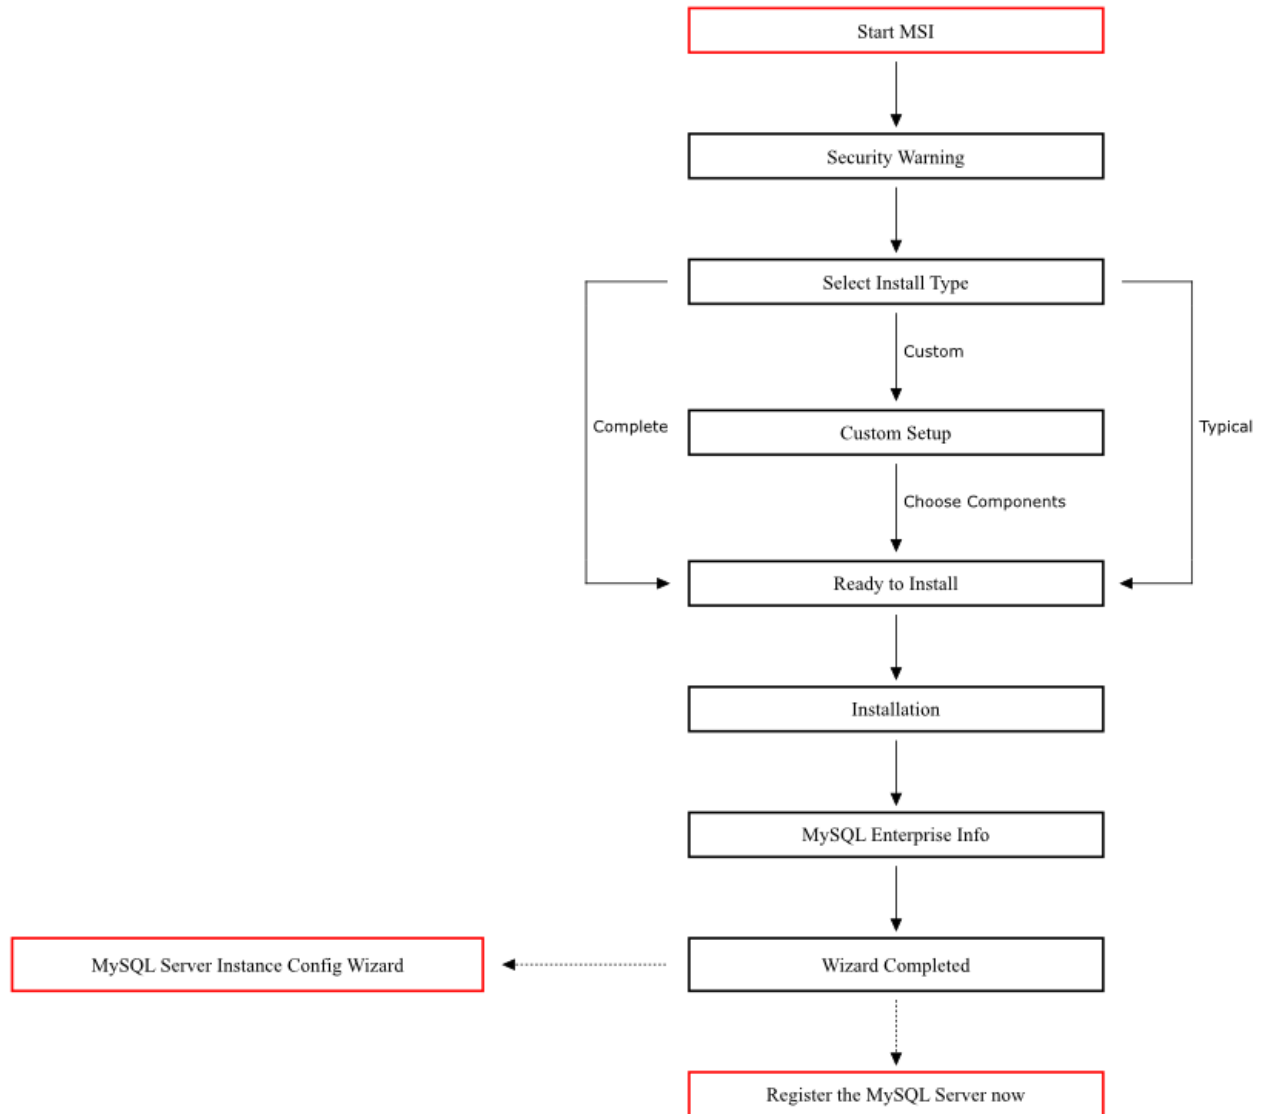 Start MSI
Security Warning
Select Install Type
Custom
Complete
Custom Setup
Typical
Choose Components
Ready to Install
Installation
MySQL Enterprise Info
MySQL Server Instance Config Wizard
Wizard Completed
Register the MySQL Server now